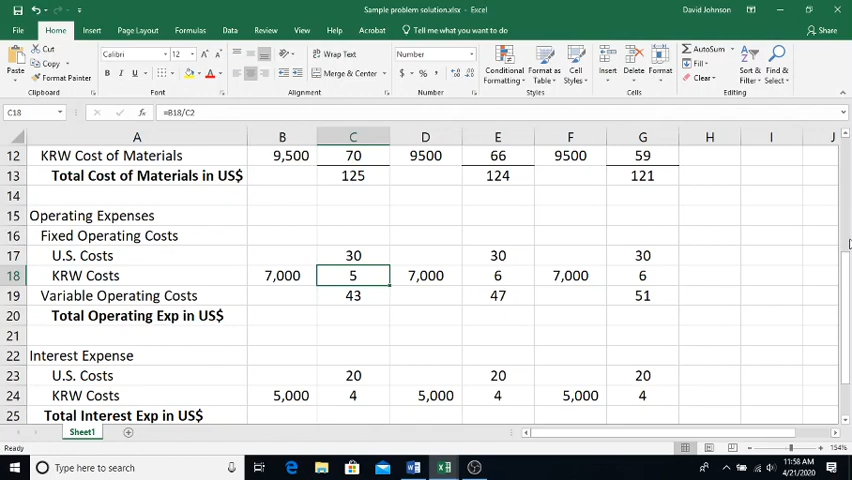 Sample problem solution.xlsx - Excel
David Johnson
File Home Insert Page Layout Formulas Data Review View Help Acrobat Tell me what you want to do Share
Paste
Cut
Copy
Format Painter
Clipboard
Calibri 12
B I U
Font
Wrap Text
Merge & Center
Alignment
Number
$ % ,
Number
Conditional Formatting
Format as Table
Cell Styles
Styles
Insert Delete Format
Cells
AutoSum
Fill
Clear
Sort & Filter
Find & Select
Editing
C18 fx =B18/C2
A B C D E F G H I J
12 KRW Cost of Materials 9,500 70 9500 66 9500 59
13 Total Cost of Materials in US$ 125 124 121
14
15 Operating Expenses
16 Fixed Operating Costs
17 U.S. Costs 30 30 30
18 KRW Costs 7,000 5 7,000 6 7,000 6
19 Variable Operating Costs 43 47 51
20 Total Operating Exp in US$
21
22 Interest Expense
23 U.S. Costs 20 20 20
24 KRW Costs 5,000 4 5,000 4 5,000 4
25 Total Interest Exp in US$
Sheet1
Ready
154%
Type here to search
11:58 AM
4/21/2020